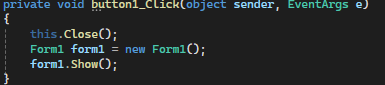 private void button1_Click(object sender, EventArgs e)
{
this.Close();
Form1 form1 = new Form1();
form1.Show();
}